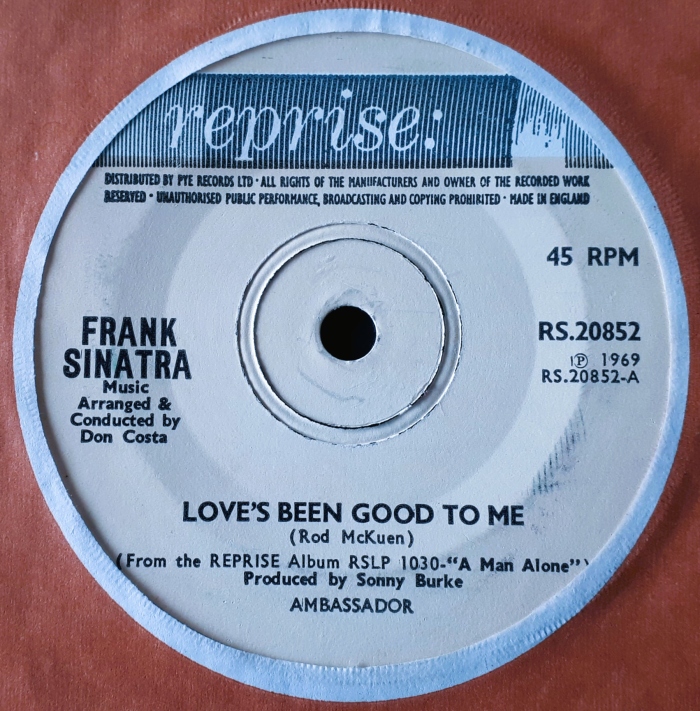 reprise:
DISTRIBUTED BY PYE RECORDS LTD · ALL RIGHTS OF THE MANUFACTURERS AND OWNER OF THE RECORDED WORK
RESERVED · UNAUTHORISED PUBLIC PERFORMANCE, BROADCASTING AND COPYING PROHIBITED · MADE IN ENGLAND
45 RPM
FRANK
SINATRA
Music
Arranged &
Conducted by
Don Costa
RS.20852
℗ 1969
RS.20852-A
LOVE'S BEEN GOOD TO ME
(Rod McKuen)
(From the REPRISE Album RSLP 1030-"A Man Alone")
Produced by Sonny Burke
AMBASSADOR